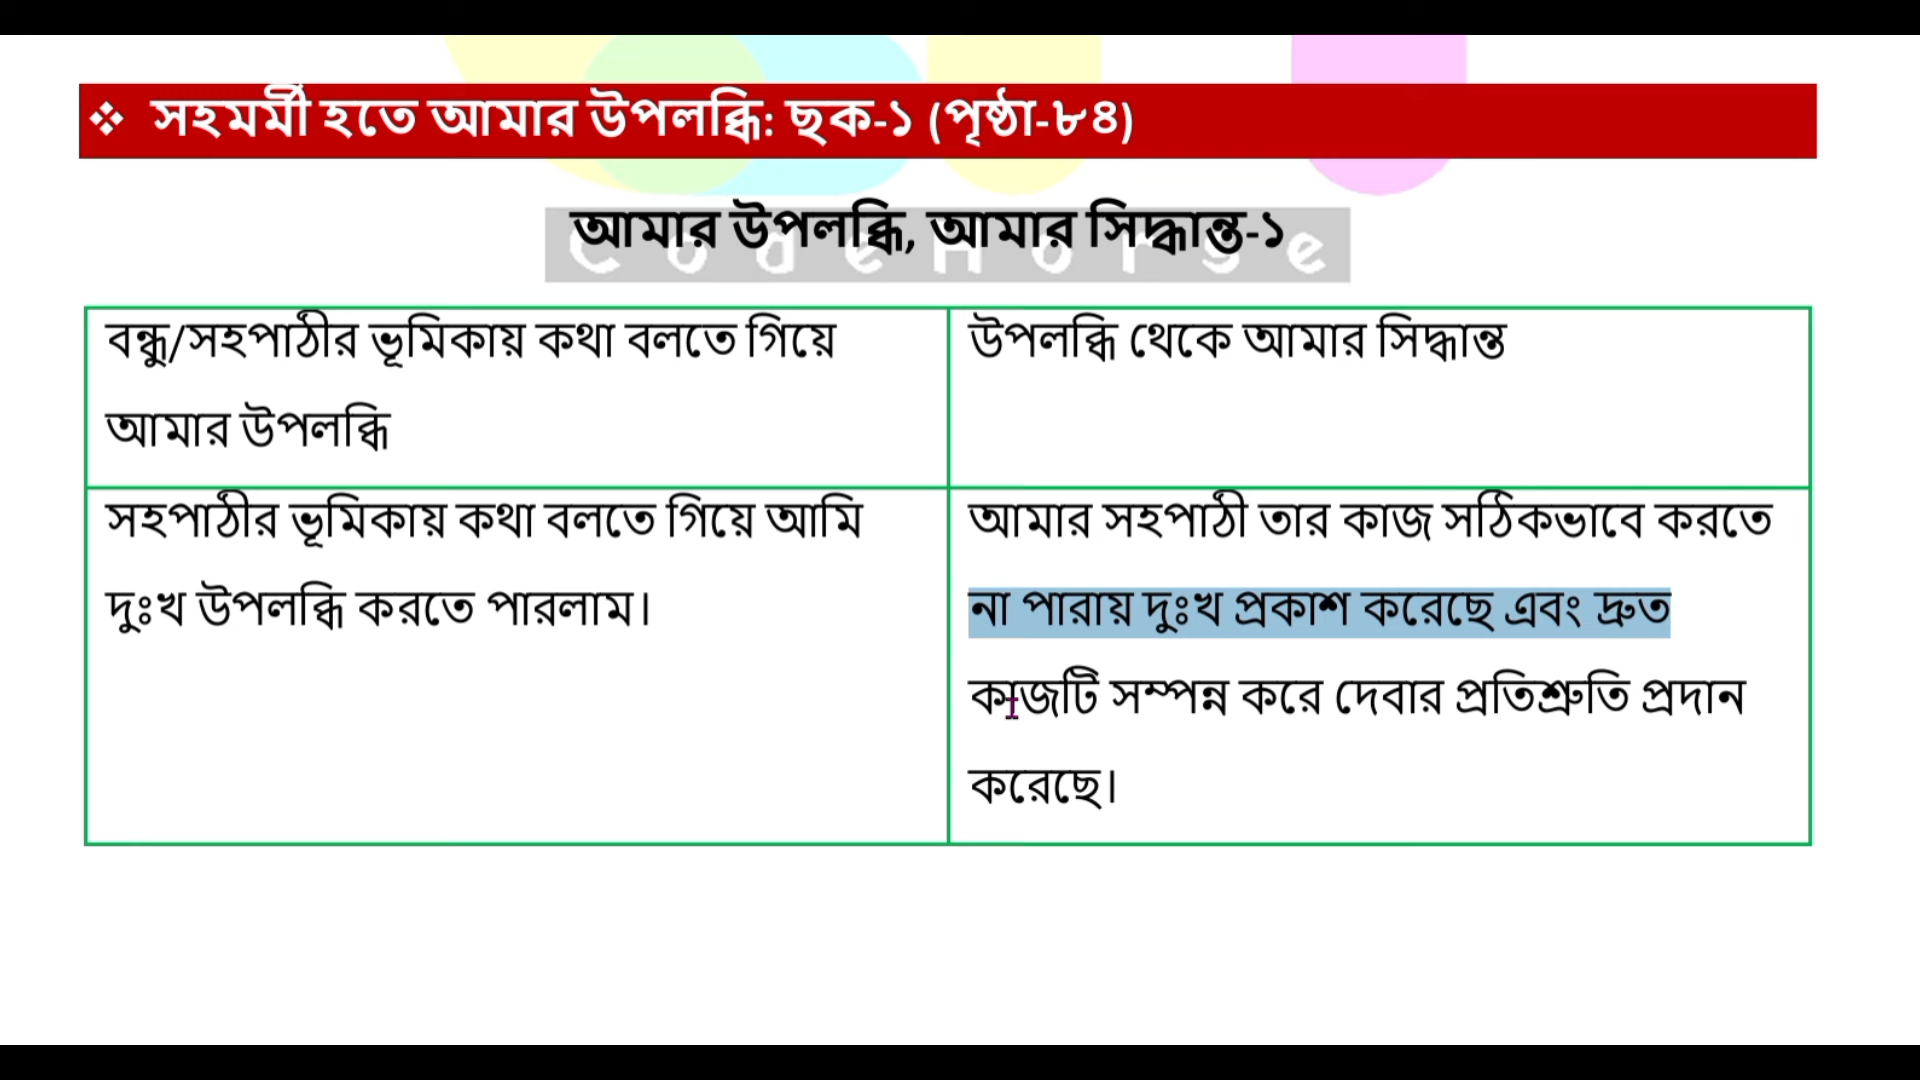 ❖ সহমর্মী হতে আমার উপলব্ধি: ছক-১ (পৃষ্ঠা-৮৪)
আমার উপলব্ধি, আমার সিদ্ধান্ত-১
CodeHorse
বন্ধু/সহপাঠীর ভূমিকায় কথা বলতে গিয়ে
আমার উপলব্ধি
উপলব্ধি থেকে আমার সিদ্ধান্ত
সহপাঠীর ভূমিকায় কথা বলতে গিয়ে আমি
দুঃখ উপলব্ধি করতে পারলাম।
আমার সহপাঠী তার কাজ সঠিকভাবে করতে
না পারায় দুঃখ প্রকাশ করেছে এবং দ্রুত
কাজটি সম্পন্ন করে দেবার প্রতিশ্রুতি প্রদান
করেছে।